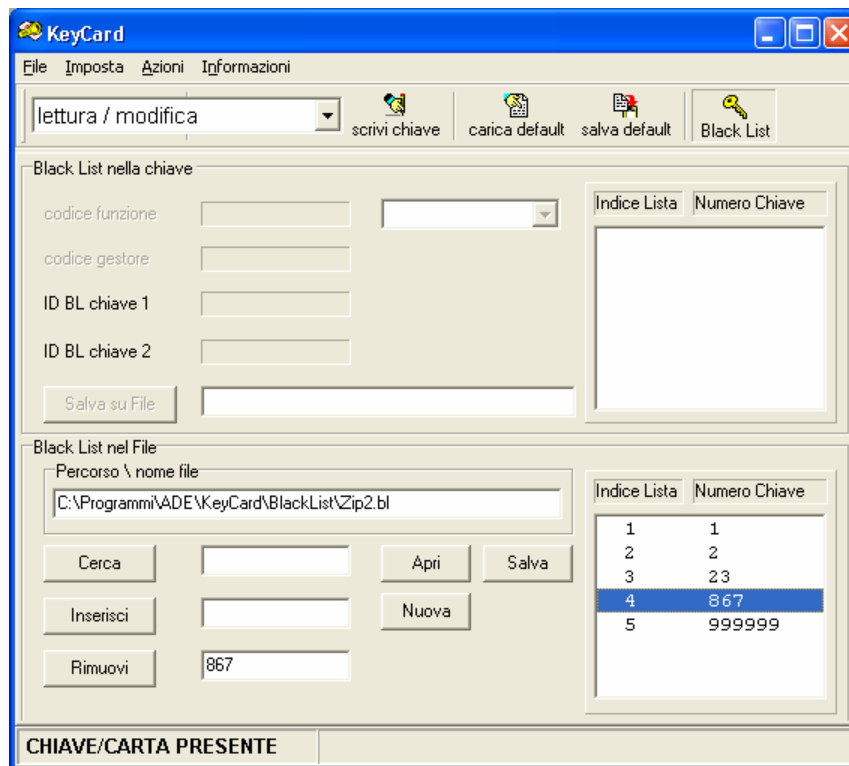 KeyCard
File Imposta Azioni Informazioni
lettura / modifica scrivi chiave carica default salva default Black List
Black List nella chiave
codice funzione
codice gestore
ID BL chiave 1
ID BL chiave 2
Salva su File
Indice Lista Numero Chiave
Black List nel File
Percorso \ nome file
C:\Programmi\ADE\KeyCard\BlackList\Zip2.bl
Cerca Apri Salva
Inserisci Nuova
Rimuovi 867
Indice Lista Numero Chiave
1 1
2 2
3 23
4 867
5 999999
CHIAVE/CARTA PRESENTE